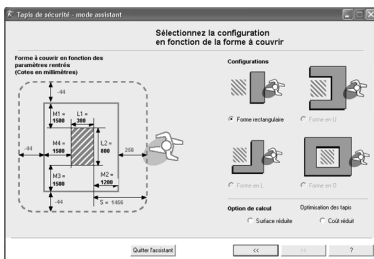 Tapis de sécurité - mode assistant
Sélectionnez la configuration
en fonction de la forme à couvrir
Forme à couvrir en fonction des
paramètres rentrés
(Cotes en millimètres)
-44
M1 =
1500
L1 =
300
-44
M4 =
1500
L2 =
800
256
M3 =
1500
M2 =
1200
-44
S = 1456
Configurations
Forme rectangulaire
Forme en U
Forme en L
Forme en O
Option de calcul
Optimisation des tapis
Surface réduite
Coût réduit
Quitter l'assistant
<<
>>
?